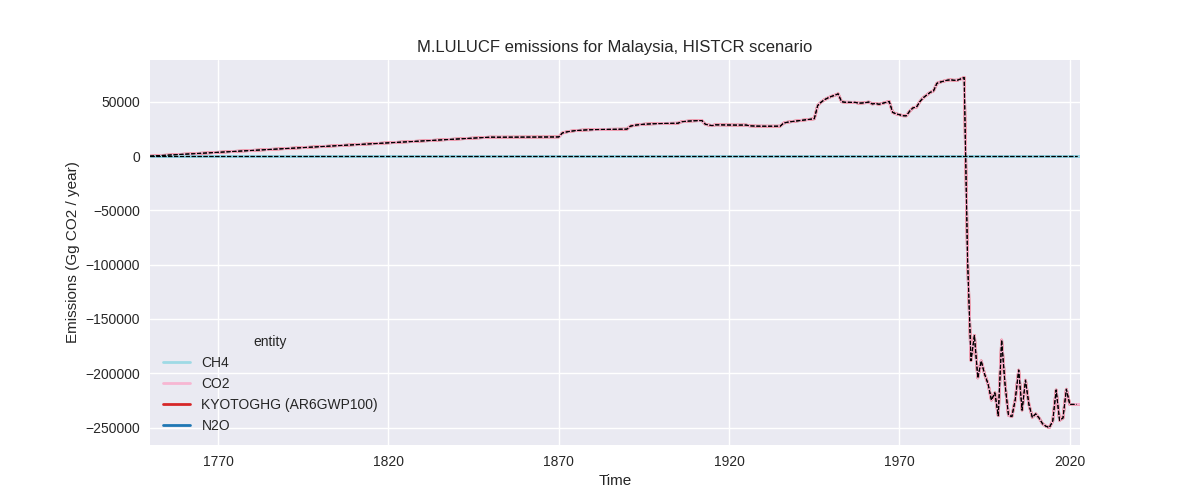 M.LULUCF emissions for Malaysia, HISTCR scenario
Emissions (Gg CO2 / year)
50000
0
−50000
−100000
−150000
−200000
−250000
entity
CH4
CO2
KYOTOGHG (AR6GWP100)
N2O
1770
1820
1870
1920
1970
2020
Time